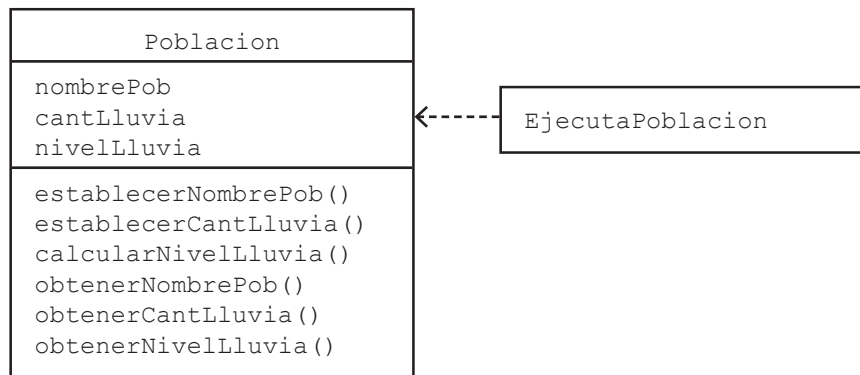 Poblacion
nombrePob
cantLluvia
nivelLluvia
EjecutaPoblacion
establecerNombrePob()
establecerCantLluvia()
calcularNivelLluvia()
obtenerNombrePob()
obtenerCantLluvia()
obtenerNivelLluvia()